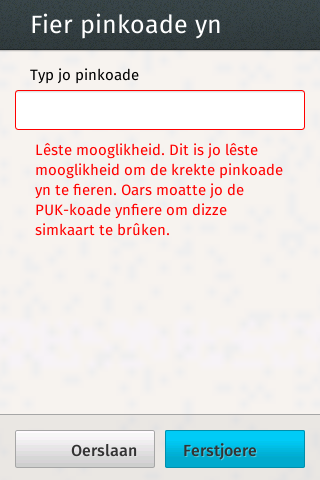 Fier pinkoade yn
Typ jo pinkoade
Lêste mooglikheid. Dit is jo lêste
mooglikheid om de krekte pinkoade
yn te fieren. Oars moatte jo de
PUK-koade ynfiere om dizze
simkaart te brûken.
Oerslaan
Ferstjoere